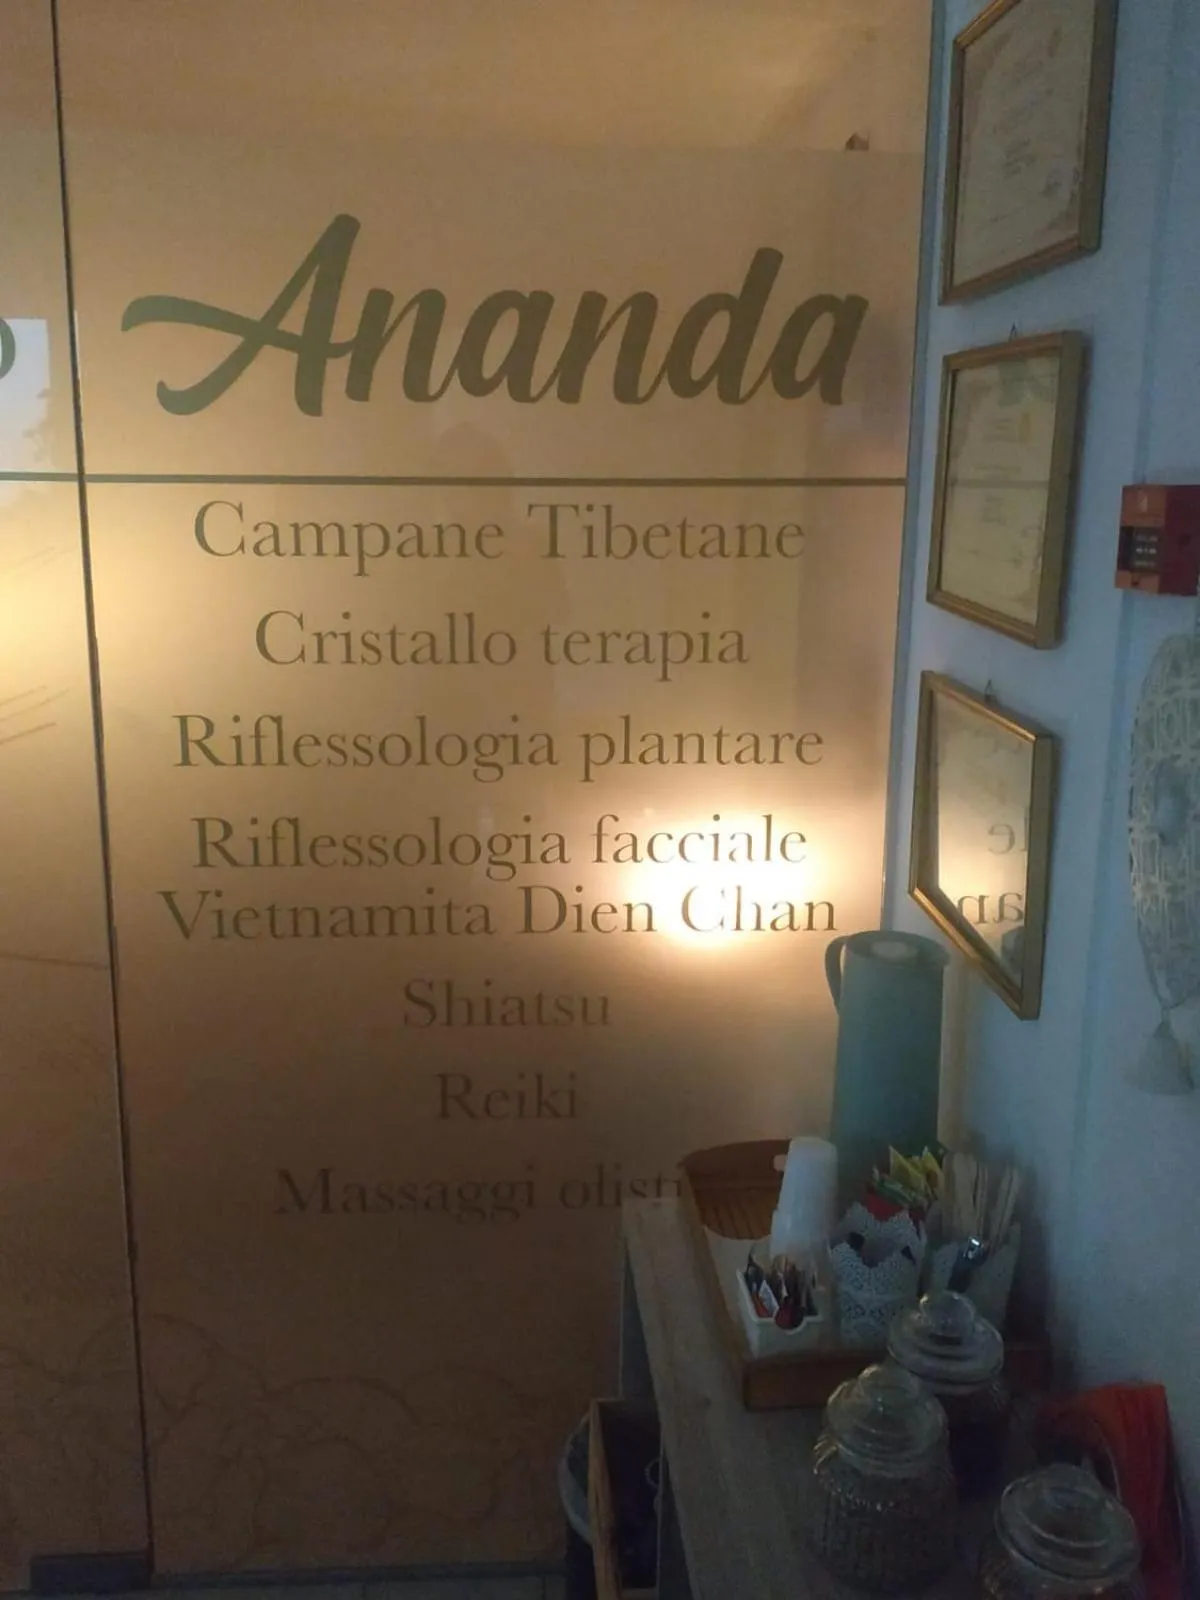 Ananda
Campane Tibetane
Cristallo terapia
Riflessologia plantare
Riflessologia facciale
Vietnamita Dien Chan
Shiatsu
Reiki
Massaggi